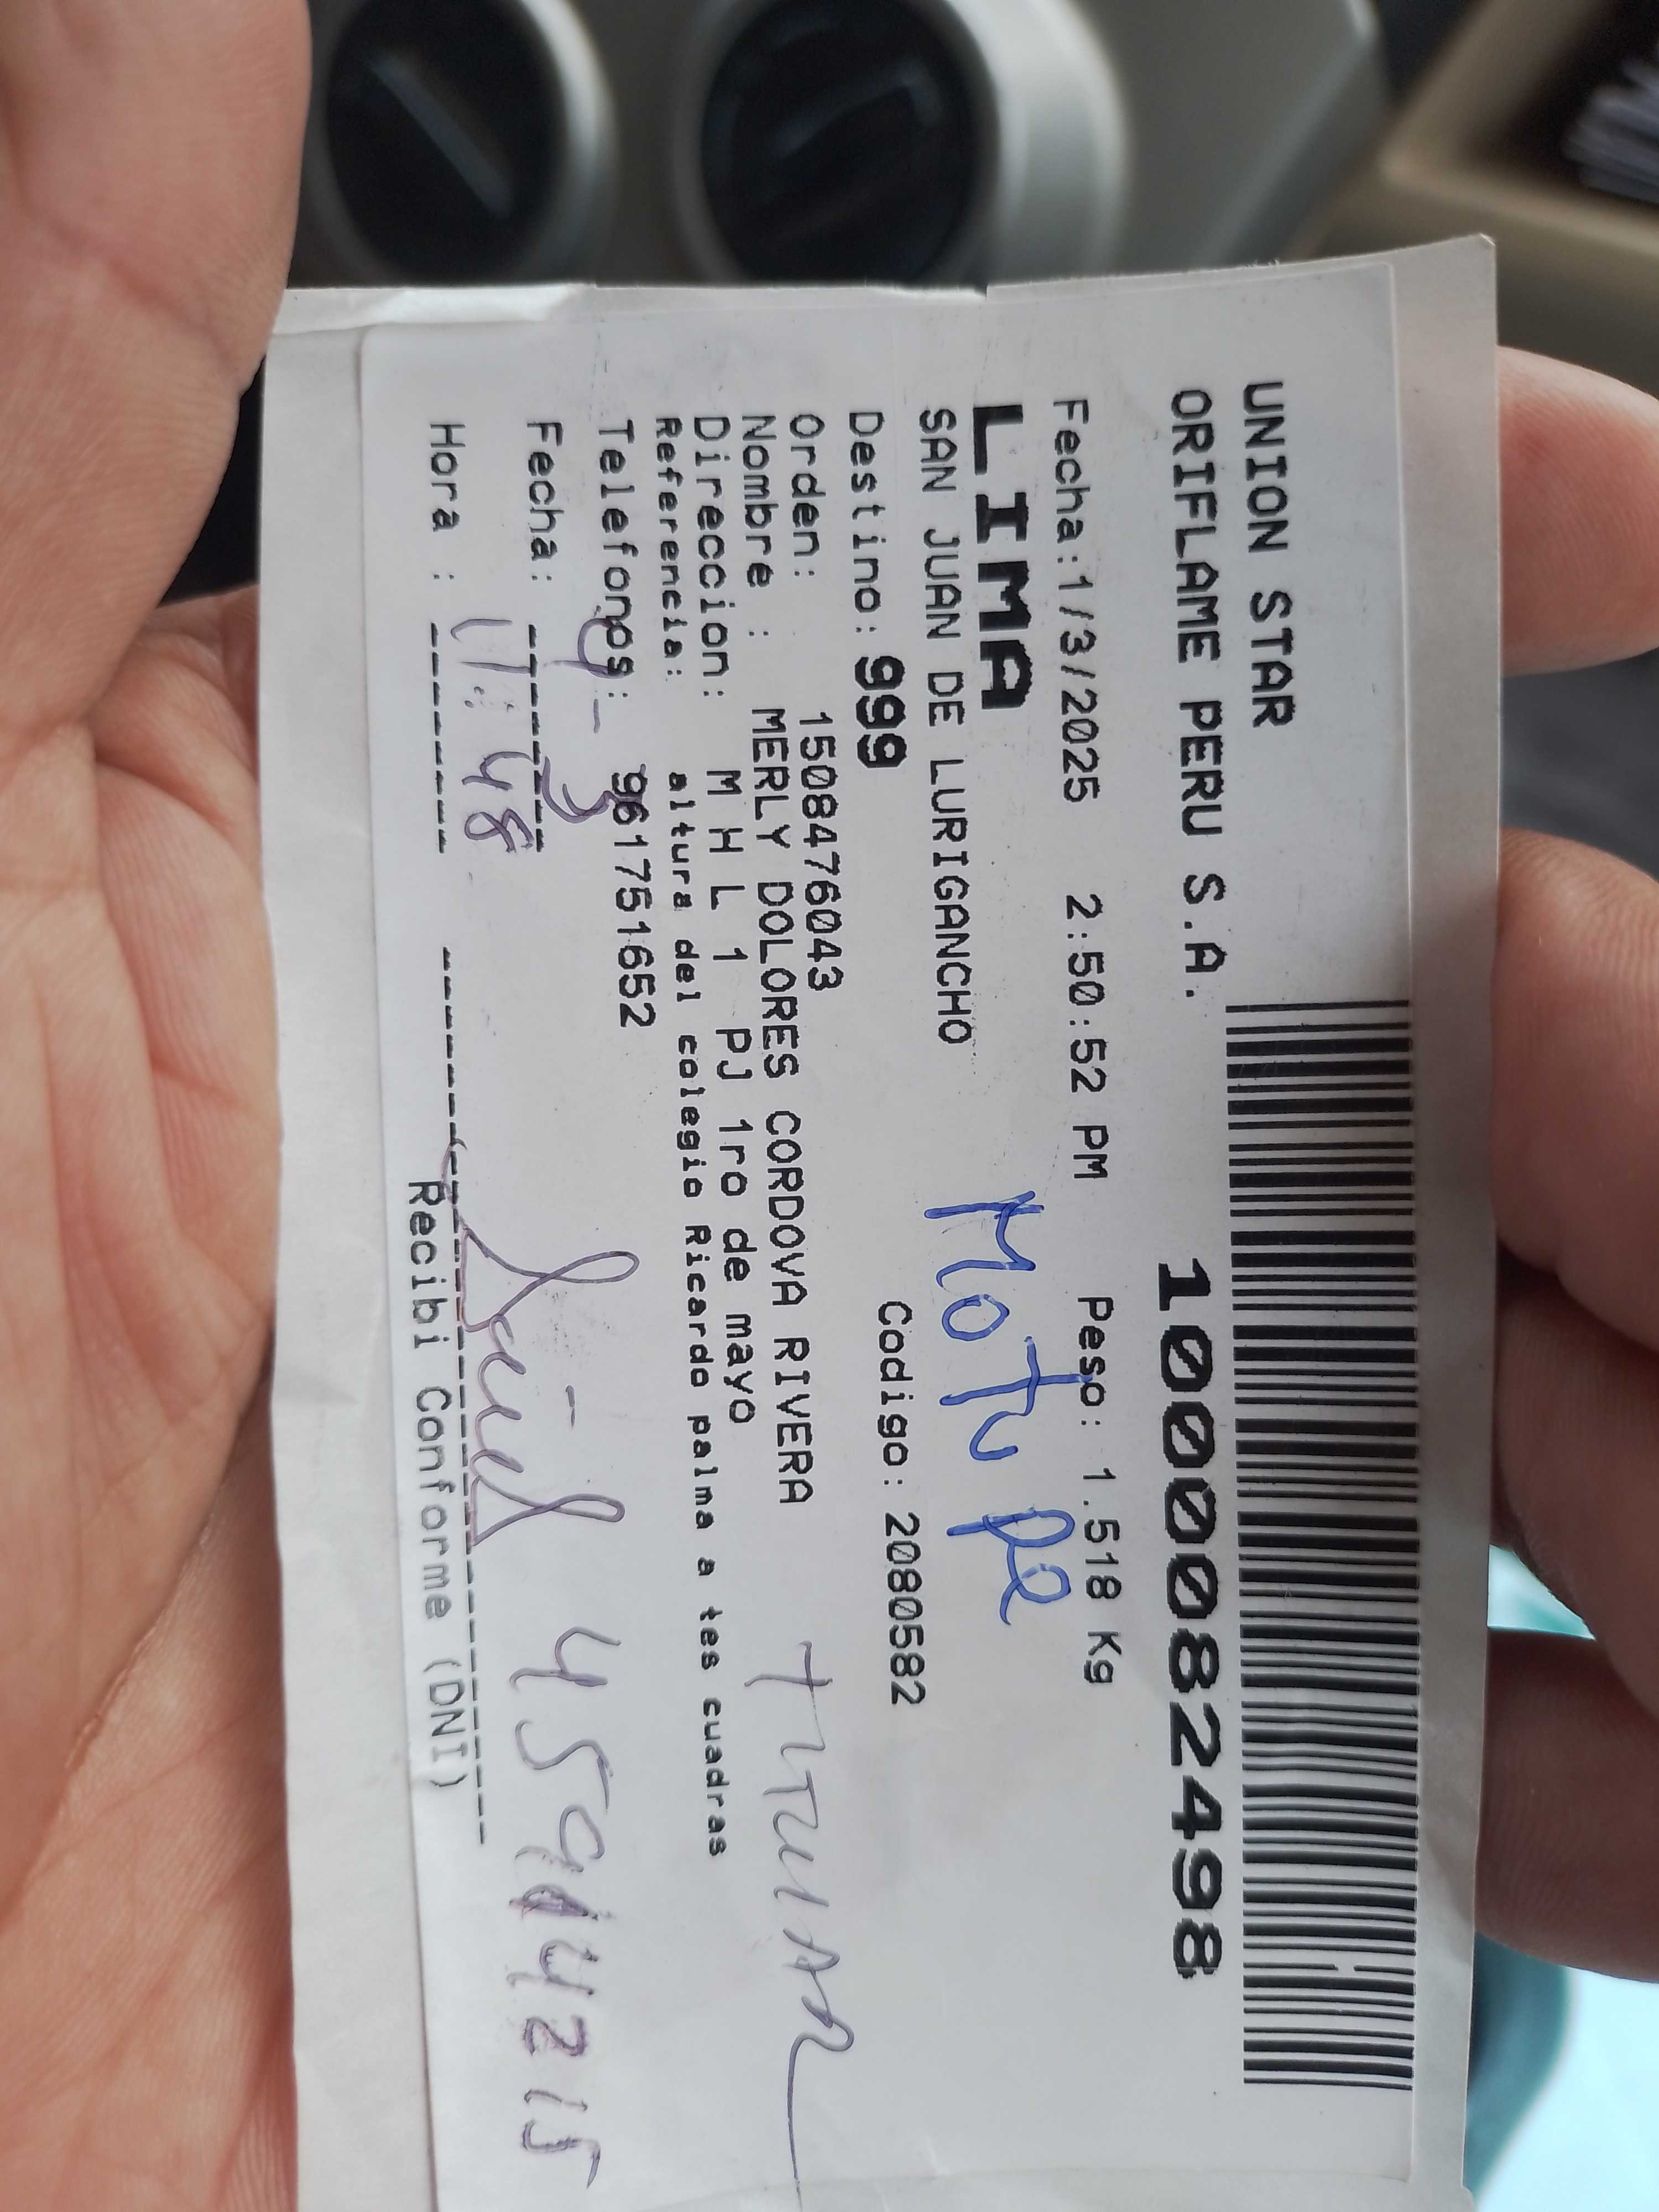 UNION STAR
ORIFLAME PERU S.A. 1000082498
Fecha:1/3/2025 2:50:52 PM Peso: 1.518 Kg
LIMA
SAN JUAN DE LURIGANCHO Motupe
Destino: 999 Codigo: 2080582
Orden: 1508476043
Nombre : MERLY DOLORES CORDOVA RIVERA titular
Direccion: M H L 1 PJ 1ro de mayo
Referencia: altura del colegio Ricardo palma a tes cuadras
Telefonos: 961751652
Fecha: 4-3
Hora : 11:48 45914215
Recibi Conforme (DNI)